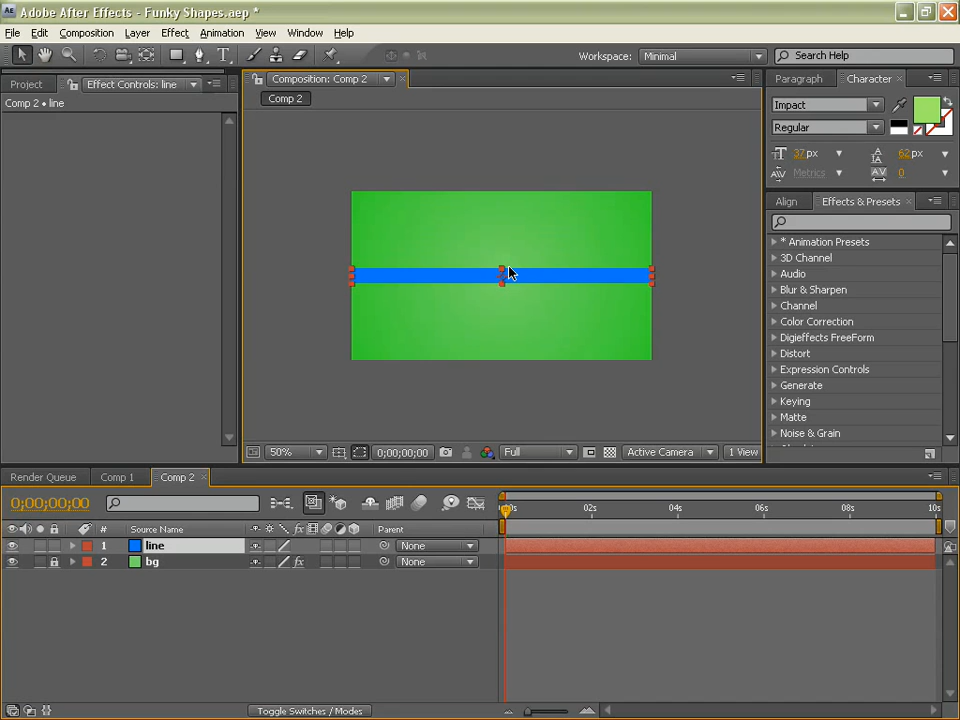 Adobe After Effects - Funky Shapes.aep *
File Edit Composition Layer Effect Animation View Window Help
Workspace: Minimal Search Help
Project Effect Controls: line Composition: Comp 2 Paragraph Character
Comp 2 • line Comp 2 Impact
Regular
37 px 62 px
Metrics 0
Align Effects & Presets
* Animation Presets
3D Channel
Audio
Blur & Sharpen
Channel
Color Correction
Digieffects FreeForm
Distort
Expression Controls
Generate
Keying
Matte
Noise & Grain
50% 0;00;00;00 Full Active Camera 1 View
Render Queue Comp 1 Comp 2
0;00;00;00
02s 04s 06s 08s 10s
# Source Name fx Parent
1 line None
2 bg fx None
Toggle Switches / Modes